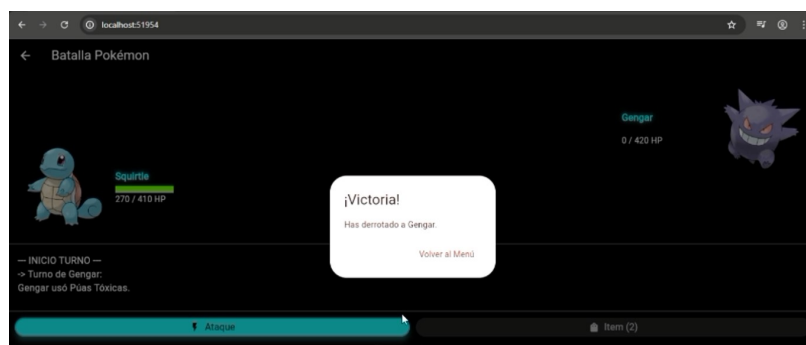 localhost:51954
Batalla Pokémon
Gengar
0 / 420 HP
Squirtle
270 / 410 HP
¡Victoria!
Has derrotado a Gengar.
Volver al Menú
— INICIO TURNO —
-> Turno de Gengar:
Gengar usó Púas Tóxicas.
Ataque
Item (2)